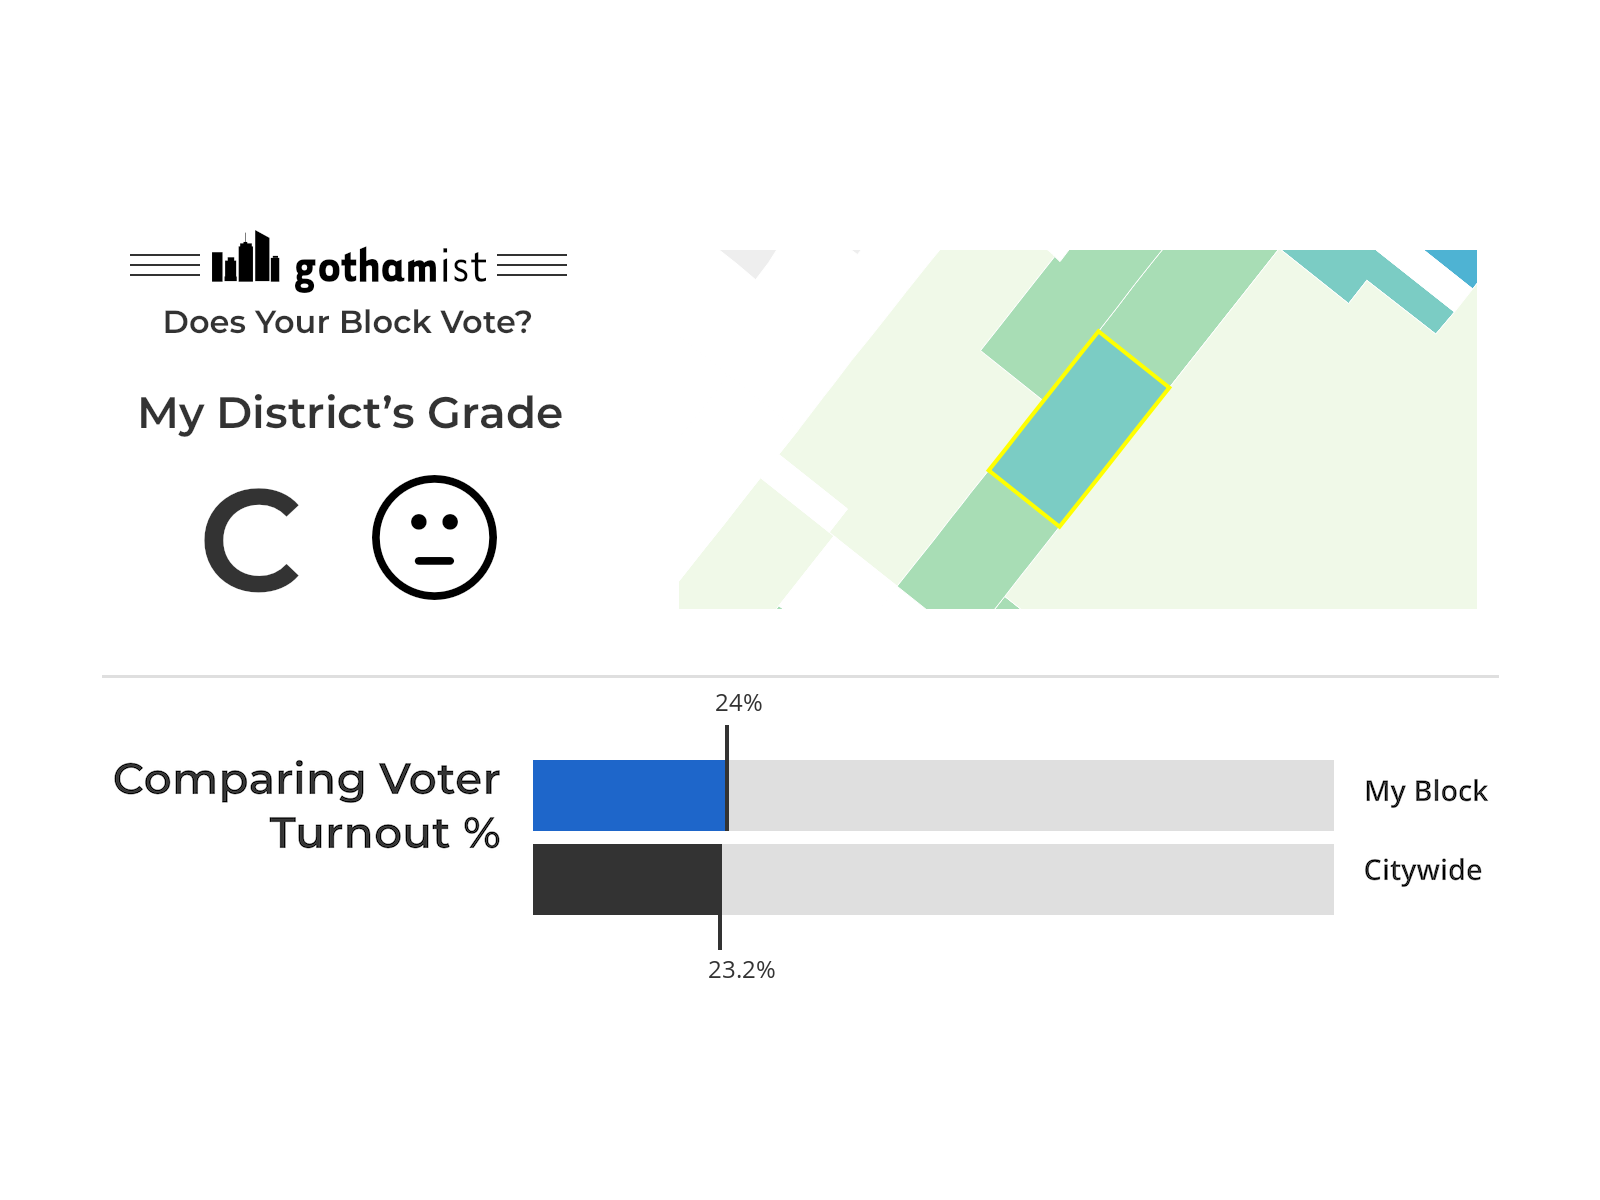 gothamist
Does Your Block Vote?
My District’s Grade
C
24%
Comparing Voter
Turnout %
My Block
Citywide
23.2%